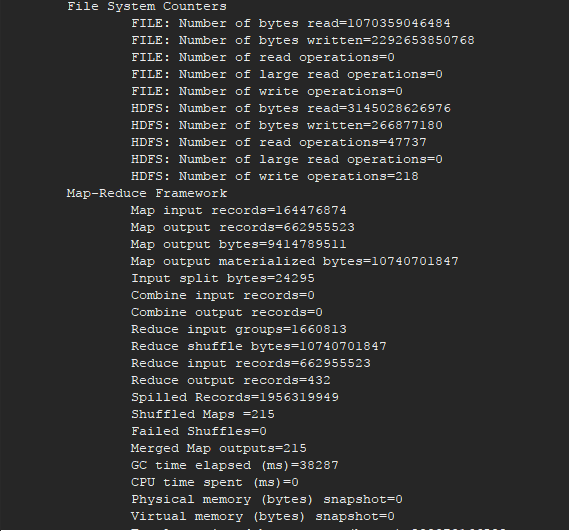 File System Counters
FILE: Number of bytes read=1070359046484
FILE: Number of bytes written=2292653850768
FILE: Number of read operations=0
FILE: Number of large read operations=0
FILE: Number of write operations=0
HDFS: Number of bytes read=3145028626976
HDFS: Number of bytes written=266877180
HDFS: Number of read operations=47737
HDFS: Number of large read operations=0
HDFS: Number of write operations=218
Map-Reduce Framework
Map input records=164476874
Map output records=662955523
Map output bytes=9414789511
Map output materialized bytes=10740701847
Input split bytes=24295
Combine input records=0
Combine output records=0
Reduce input groups=1660813
Reduce shuffle bytes=10740701847
Reduce input records=662955523
Reduce output records=432
Spilled Records=1956319949
Shuffled Maps =215
Failed Shuffles=0
Merged Map outputs=215
GC time elapsed (ms)=38287
CPU time spent (ms)=0
Physical memory (bytes) snapshot=0
Virtual memory (bytes) snapshot=0